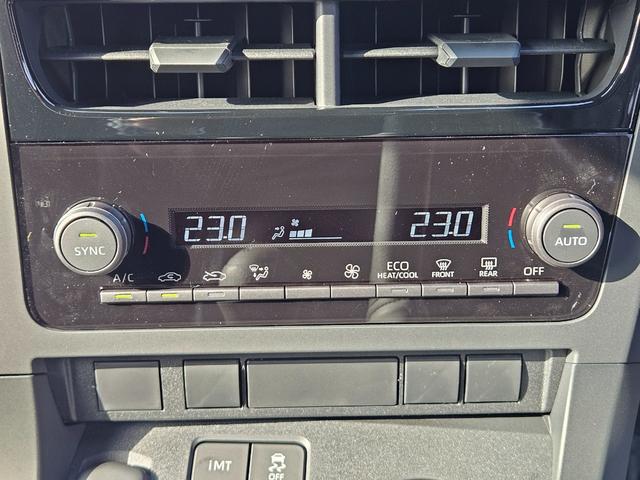 23.0 23.0
SYNC AUTO
A/C ECO HEAT/COOL FRONT REAR OFF
iMT OFF